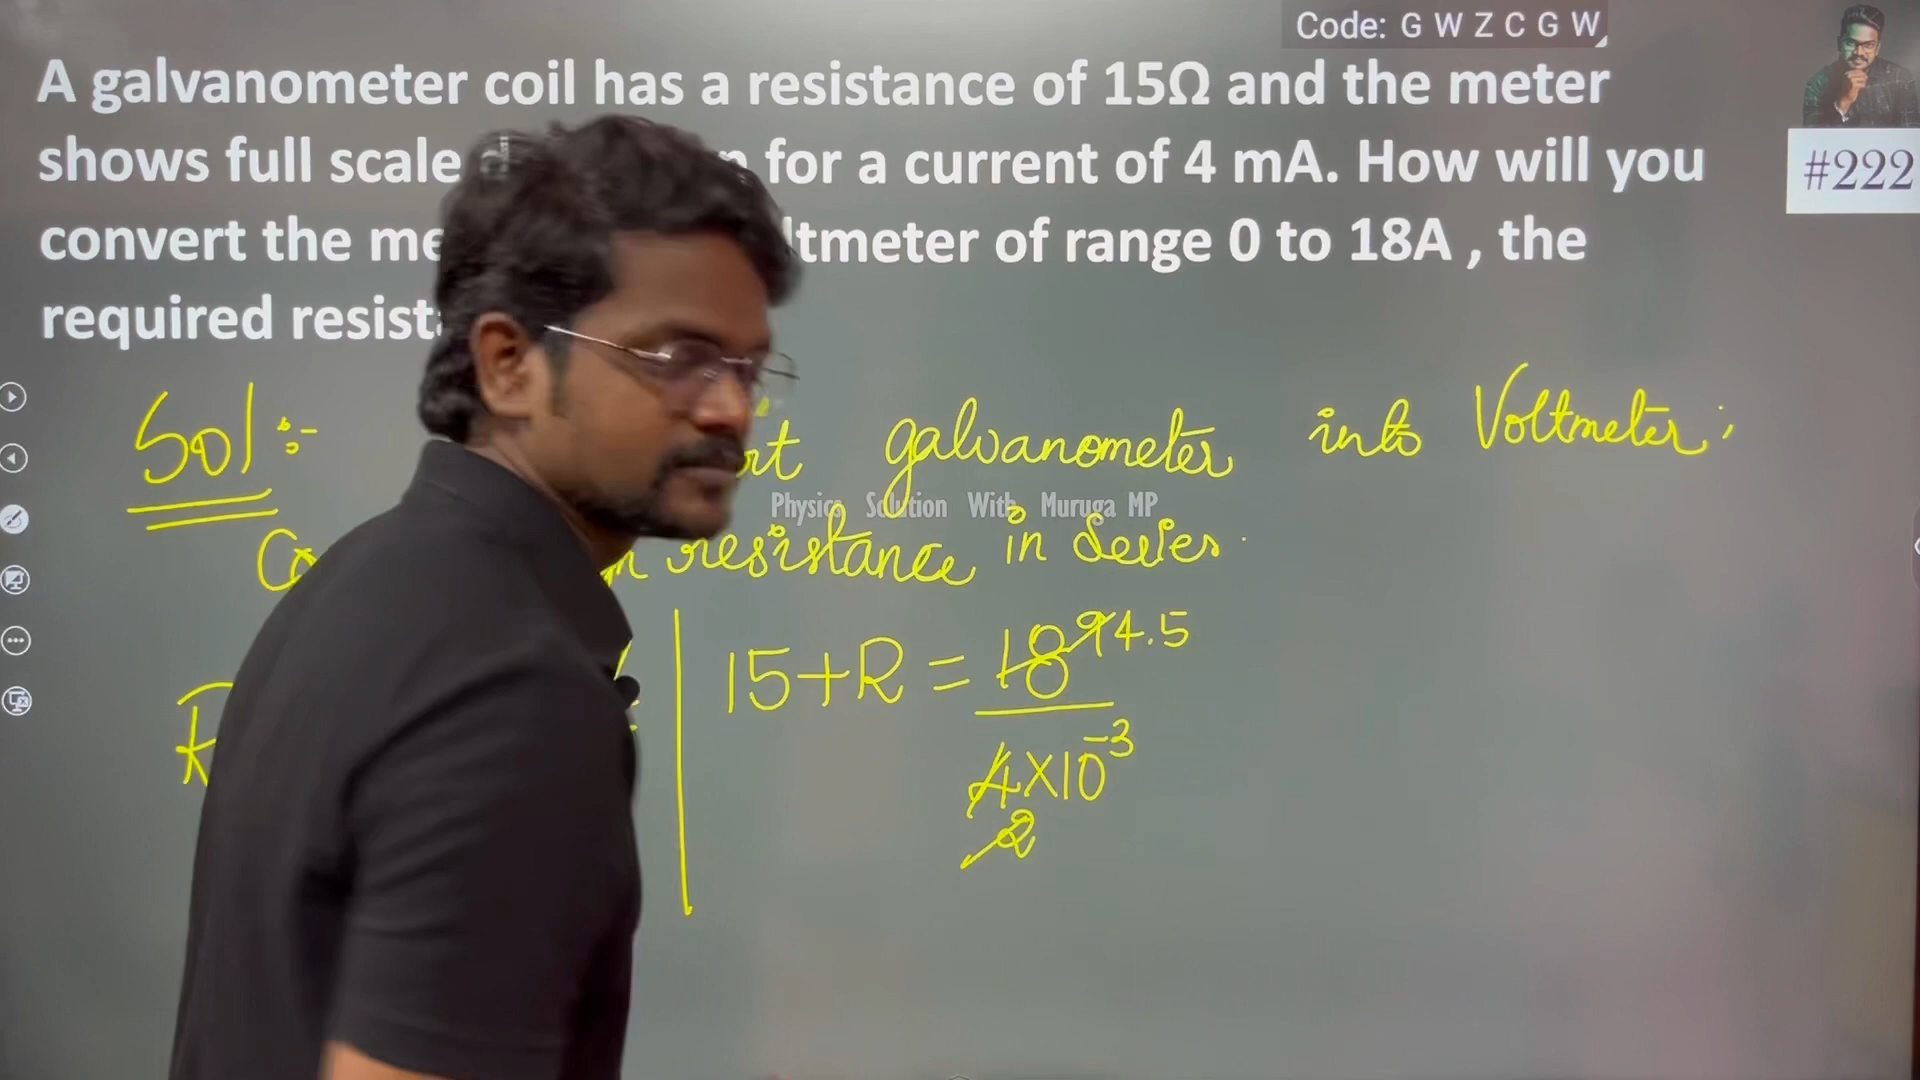 Code: G W Z C G W
A galvanometer coil has a resistance of 15Ω and the meter
shows full scale for a current of 4 mA. How will you
#222
convert the ltmeter of range 0 to 18A , the
required
Sol:- galvanometer into Voltmeter;
Physics Solution With Muruga MP
resistance in Series.
15+R = 18 9 4.5
4×10⁻³
2